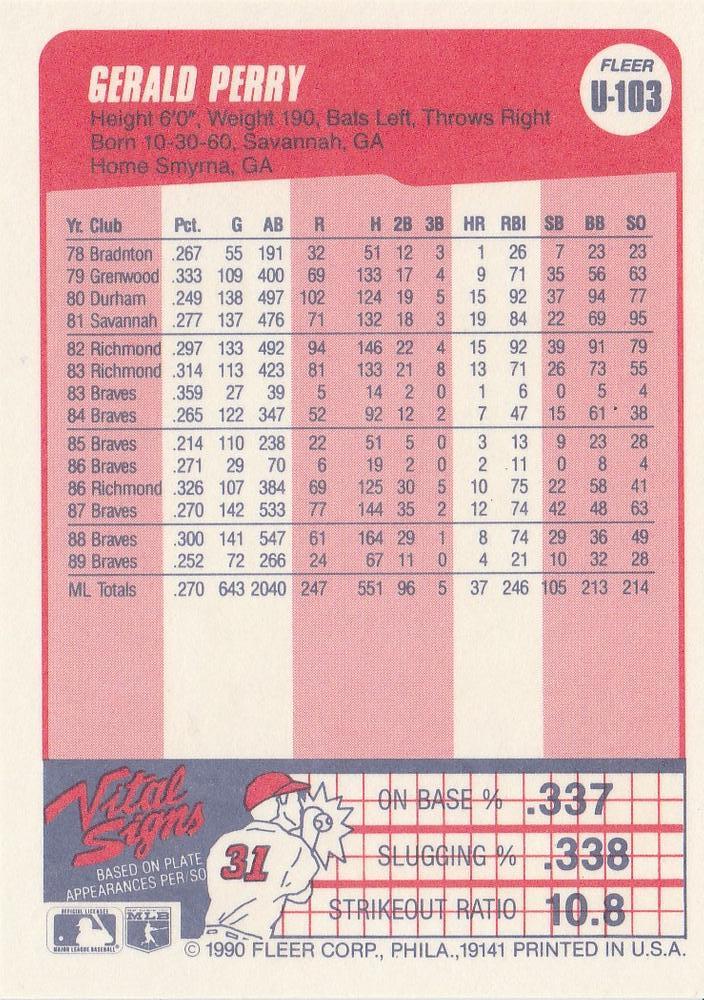 GERALD PERRY
FLEER
U-103
Height 6'0", Weight 190, Bats Left, Throws Right
Born 10-30-60, Savannah, GA
Home Smyrna, GA
Yr. Club Pct. G AB R H 2B 3B HR RBI SB BB SO
78 Bradnton .267 55 191 32 51 12 3 1 26 7 23 23
79 Grenwood .333 109 400 69 133 17 4 9 71 35 56 63
80 Durham .249 138 497 102 124 19 5 15 92 37 94 77
81 Savannah .277 137 476 71 132 18 3 19 84 22 69 95
82 Richmond .297 133 492 94 146 22 4 15 92 39 91 79
83 Richmond .314 113 423 81 133 21 8 13 71 26 73 55
83 Braves .359 27 39 5 14 2 0 1 6 0 5 4
84 Braves .265 122 347 52 92 12 2 7 47 15 61 38
85 Braves .214 110 238 22 51 5 0 3 13 9 23 28
86 Braves .271 29 70 6 19 2 0 2 11 0 8 4
86 Richmond .326 107 384 69 125 30 5 10 75 22 58 41
87 Braves .270 142 533 77 144 35 2 12 74 42 48 63
88 Braves .300 141 547 61 164 29 1 8 74 29 36 49
89 Braves .252 72 266 24 67 11 0 4 21 10 32 28
ML Totals .270 643 2040 247 551 96 5 37 246 105 213 214
Vital
Signs
BASED ON PLATE
APPEARANCES PER/SO
31
ON BASE % .337
SLUGGING % .338
STRIKEOUT RATIO 10.8
OFFICIAL LICENSEE
MAJOR LEAGUE BASEBALL
MLB
© 1990 FLEER CORP., PHILA., 19141 PRINTED IN U.S.A.